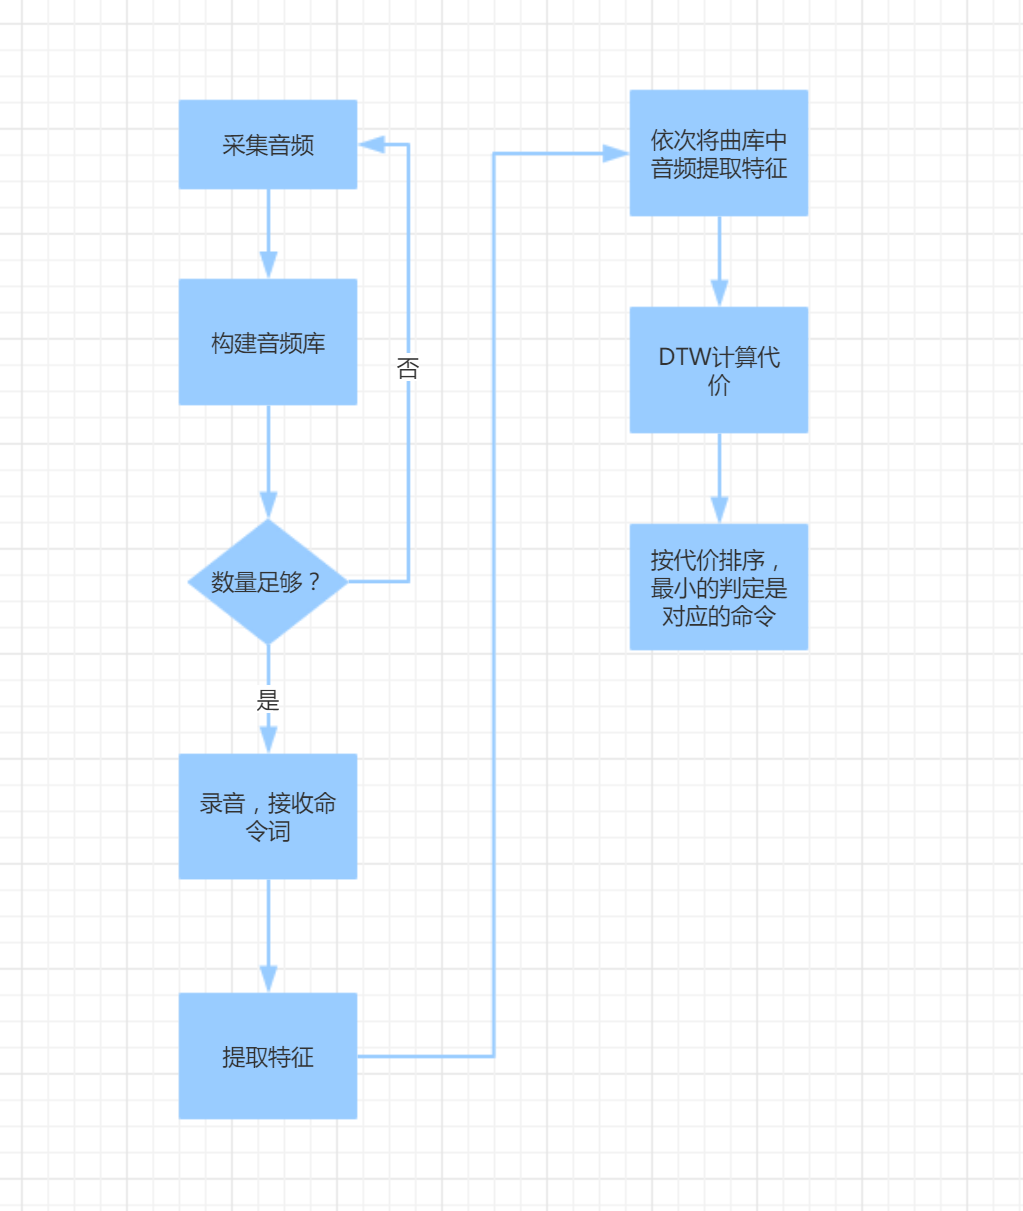 采集音频
构建音频库
否
数量足够？
是
录音，接收命
令词
提取特征
依次将曲库中
音频提取特征
DTW计算代
价
按代价排序，
最小的判定是
对应的命令